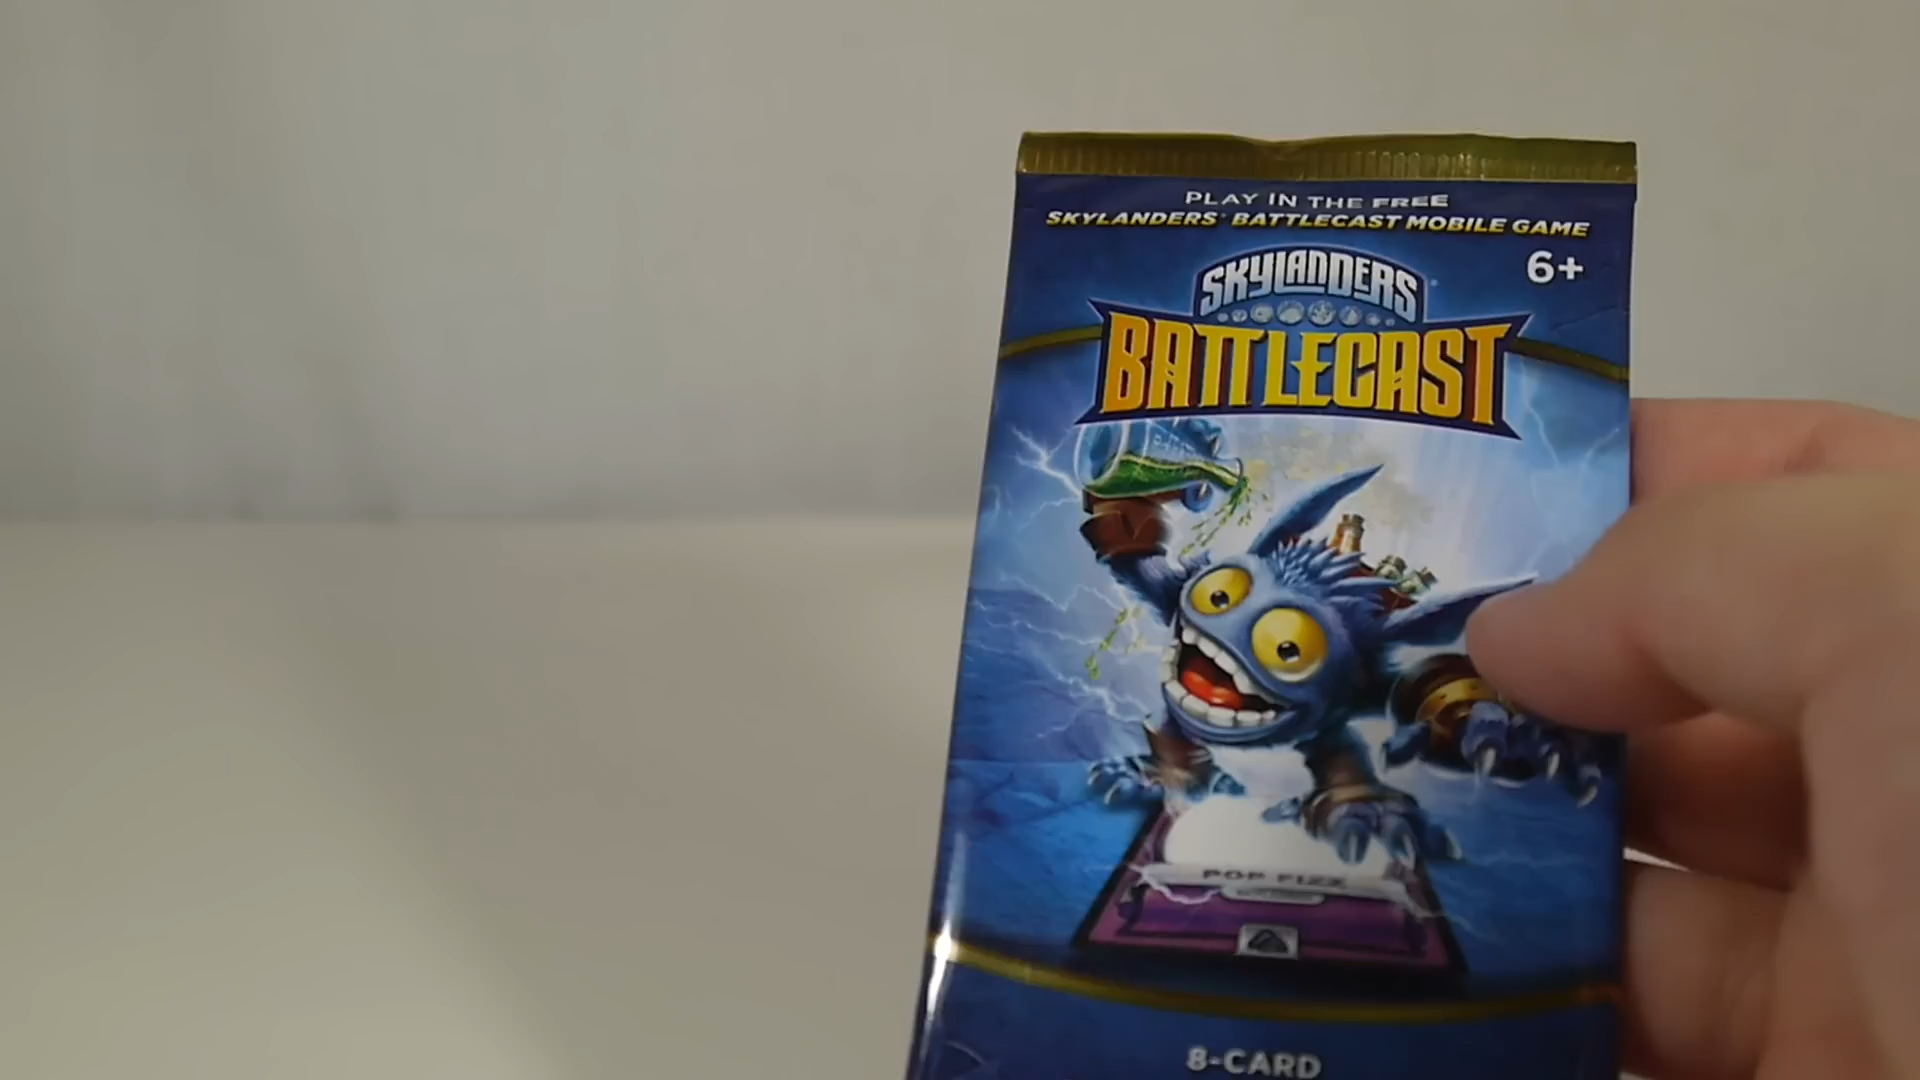 PLAY IN THE FREE
SKYLANDERS BATTLECAST MOBILE GAME
6+
SKYLANDERS
BATTLECAST
POP FIZZ
8-CARD